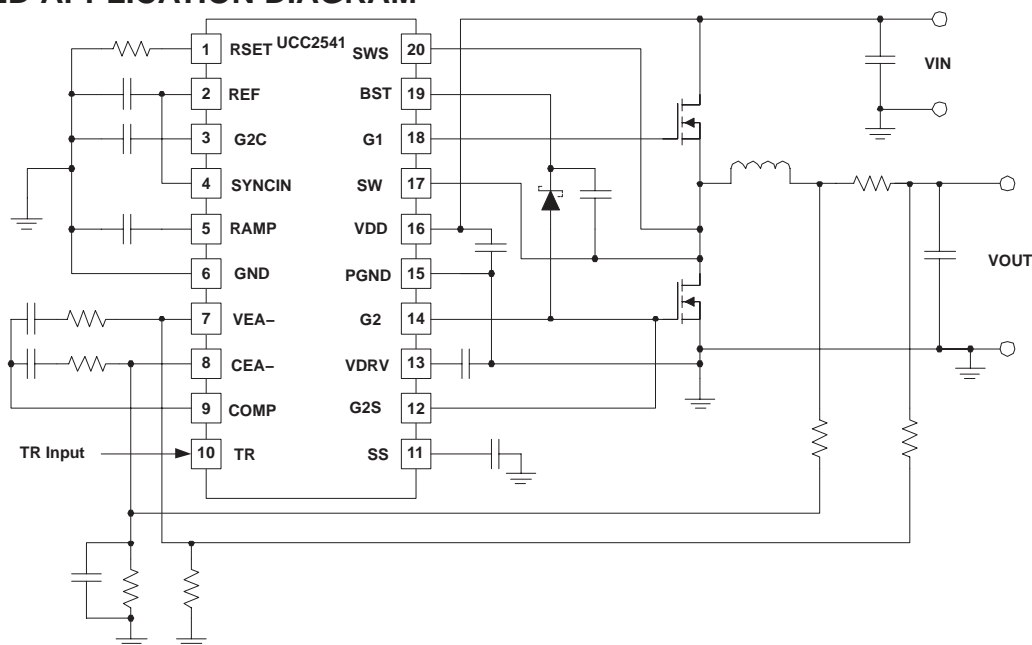 UCC2541
1 RSET
2 REF
3 G2C
4 SYNCIN
5 RAMP
6 GND
7 VEA−
8 CEA−
9 COMP
10 TR
TR Input
SWS 20
BST 19
G1 18
SW 17
VDD 16
PGND 15
G2 14
VDRV 13
G2S 12
SS 11
VIN
VOUT